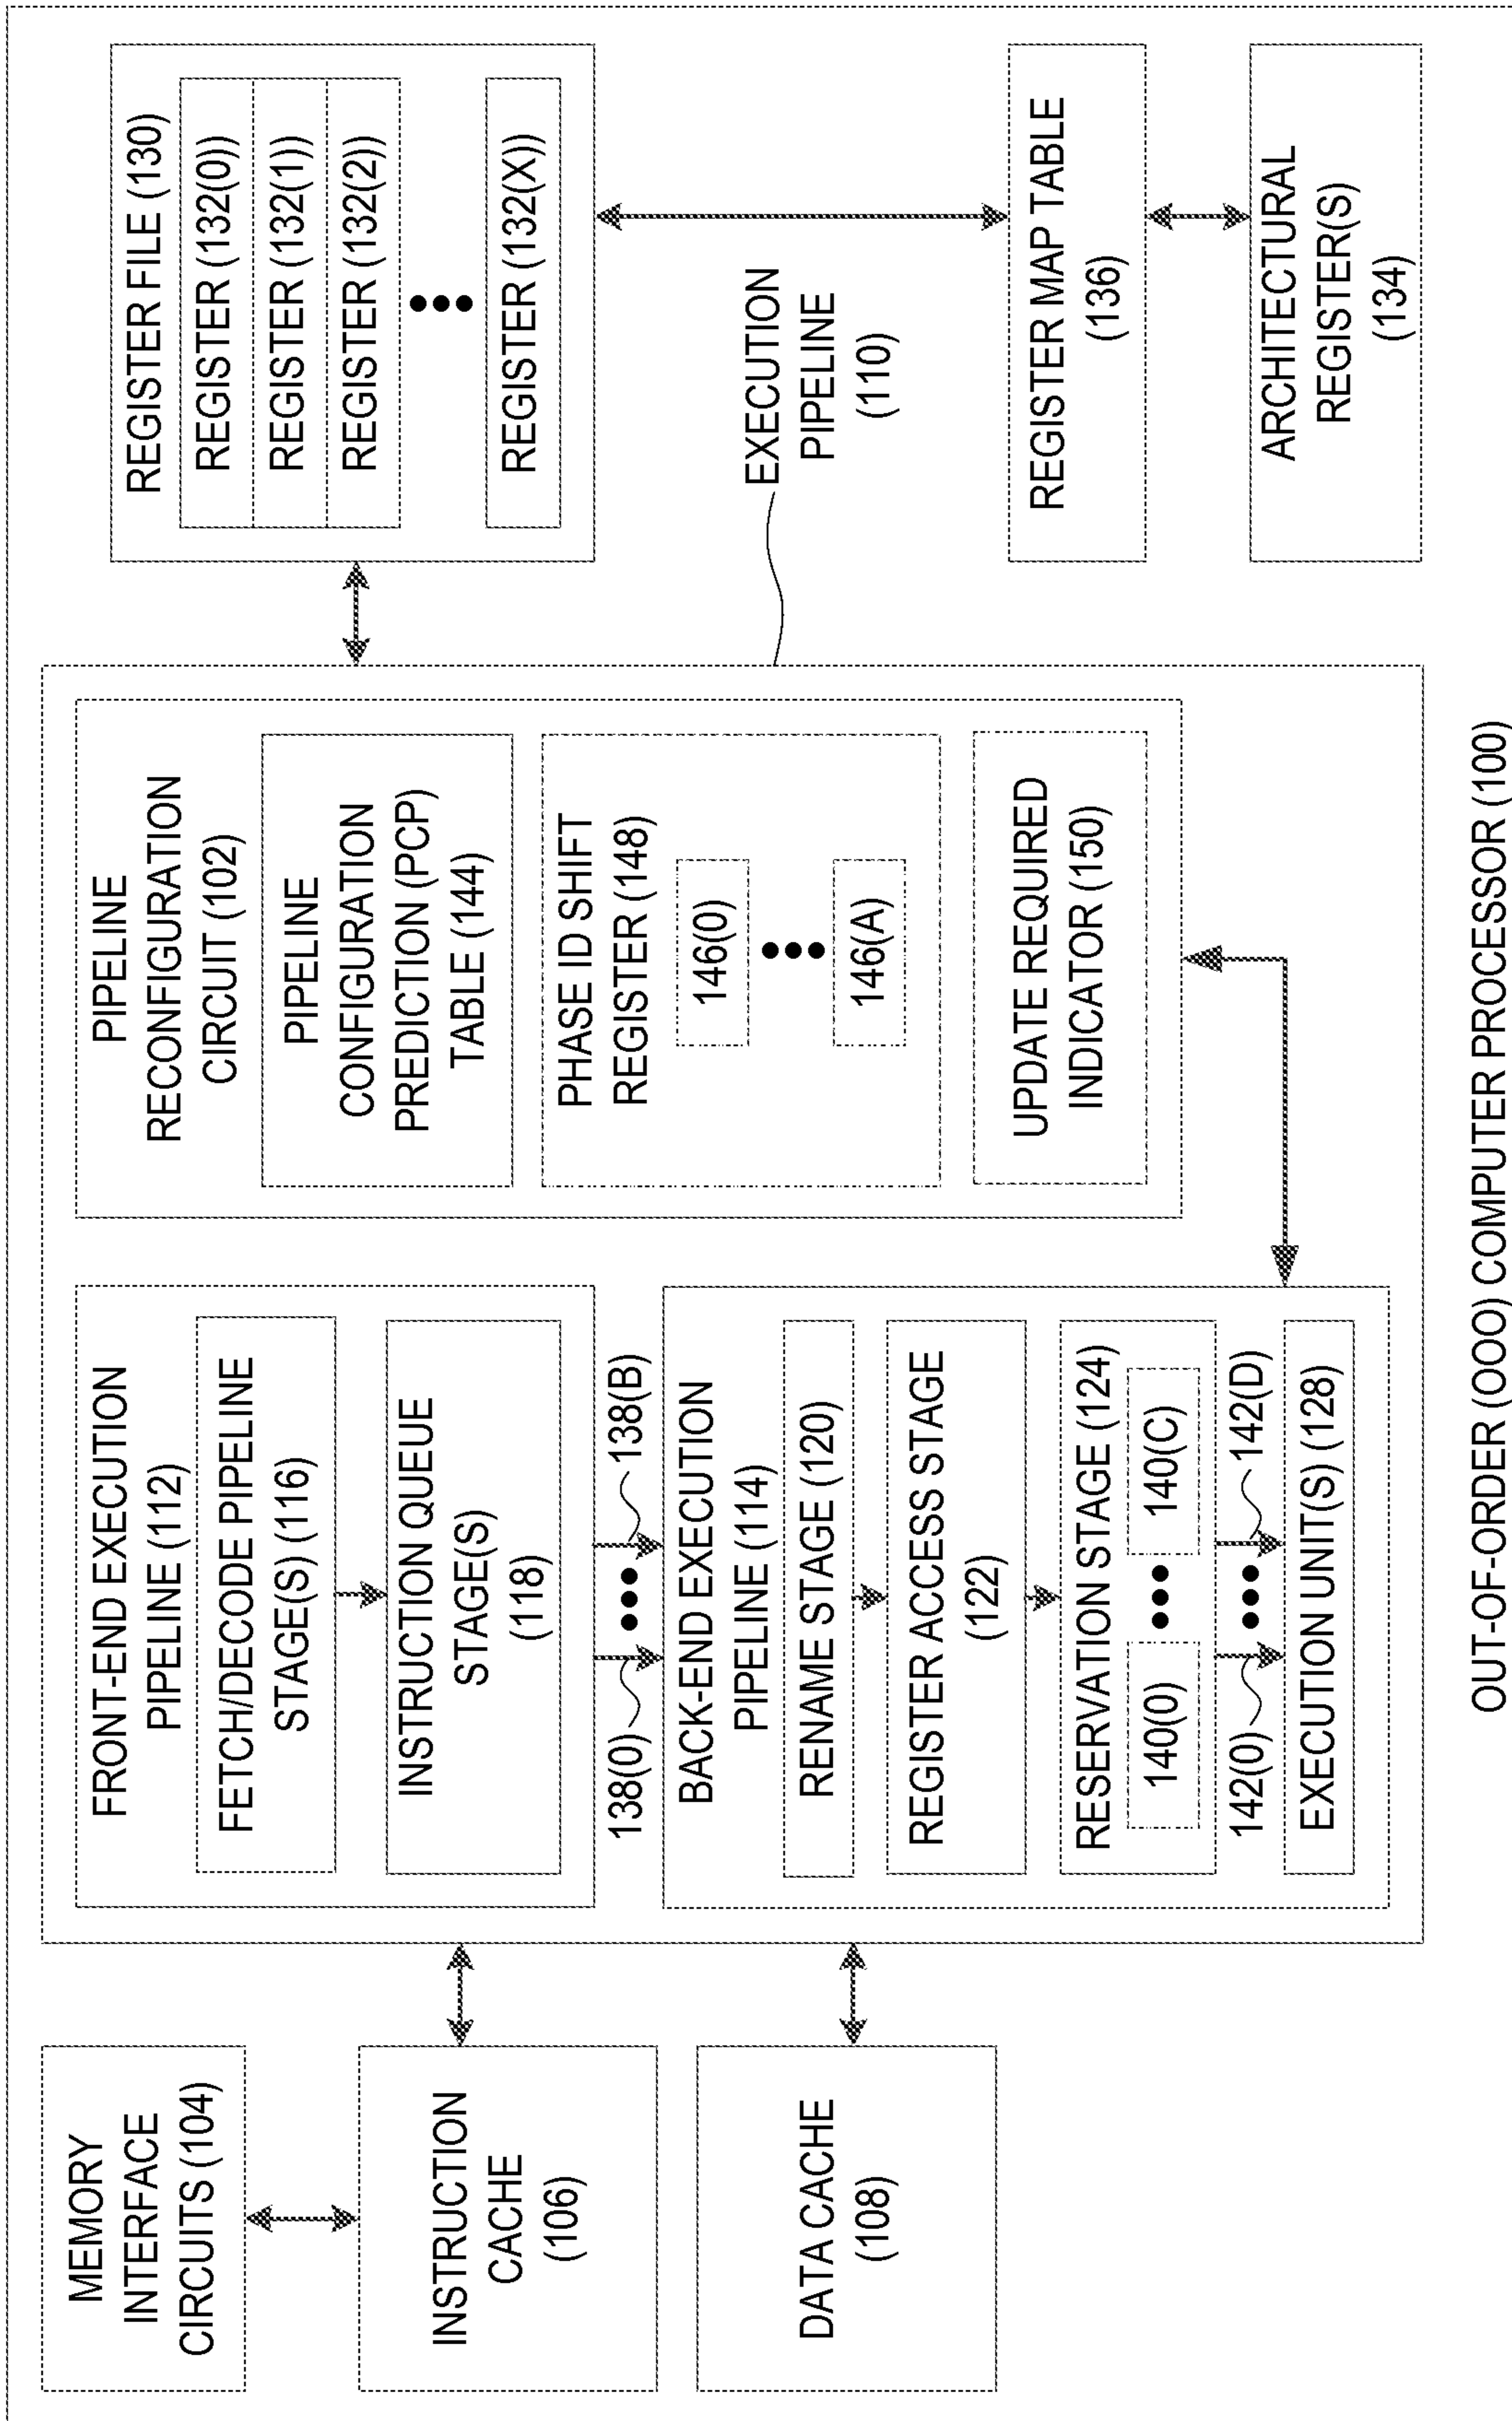 MEMORY
INTERFACE
CIRCUITS (104)
INSTRUCTION
CACHE
(106)
DATA CACHE
(108)
FRONT-END EXECUTION
PIPELINE (112)
FETCH/DECODE PIPELINE
STAGE(S) (116)
INSTRUCTION QUEUE
STAGE(S)
(118)
138(0)
138(B)
BACK-END EXECUTION
PIPELINE (114)
RENAME STAGE (120)
REGISTER ACCESS STAGE
(122)
RESERVATION STAGE (124)
140(0)
140(C)
142(0)
142(D)
EXECUTION UNIT(S) (128)
PIPELINE
RECONFIGURATION
CIRCUIT (102)
PIPELINE
CONFIGURATION
PREDICTION (PCP)
TABLE (144)
PHASE ID SHIFT
REGISTER (148)
146(0)
146(A)
UPDATE REQUIRED
INDICATOR (150)
EXECUTION
PIPELINE
(110)
REGISTER FILE (130)
REGISTER (132(0))
REGISTER (132(1))
REGISTER (132(2))
REGISTER (132(X))
REGISTER MAP TABLE
(136)
ARCHITECTURAL
REGISTER(S)
(134)
OUT-OF-ORDER (OOO) COMPUTER PROCESSOR (100)